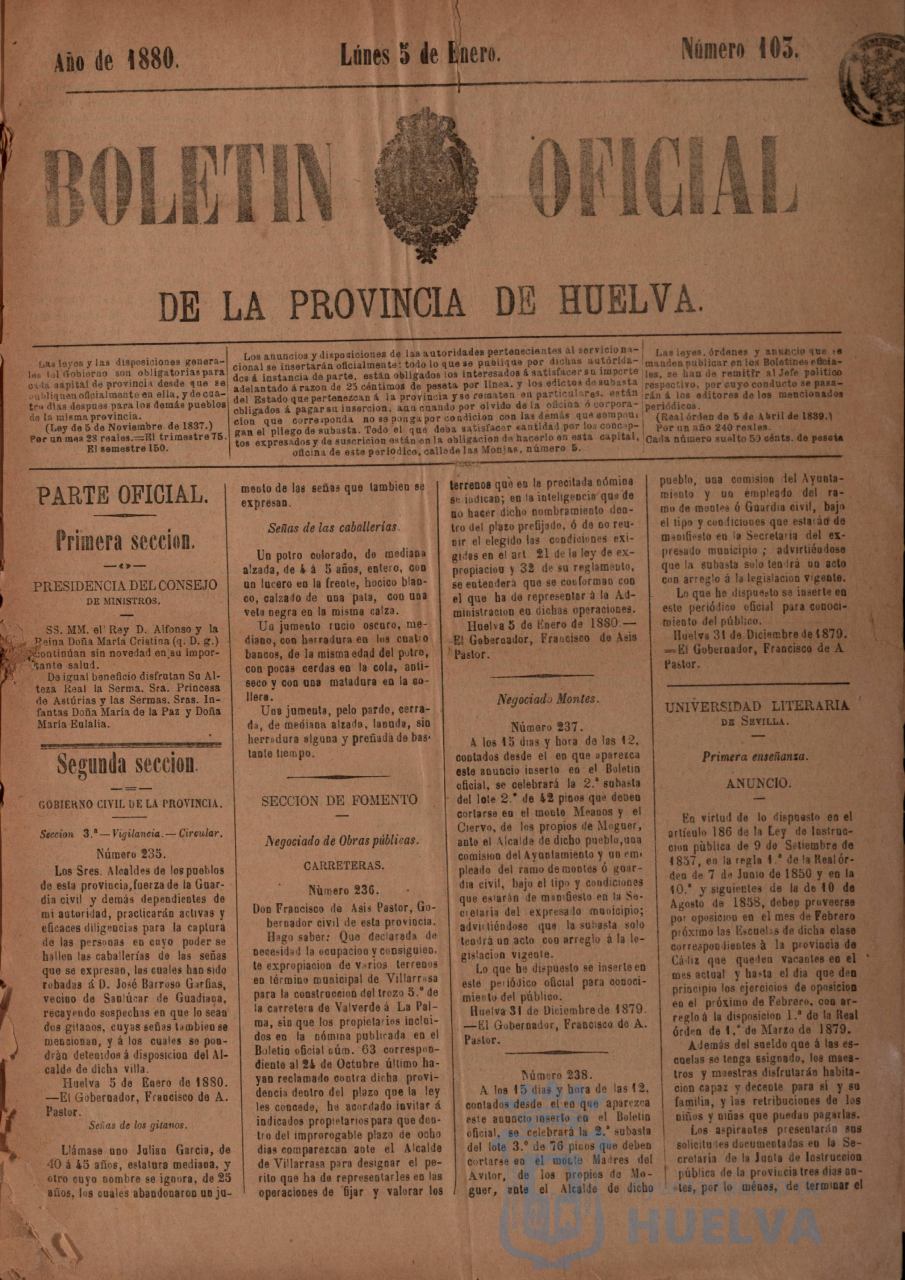 Año de 1880.
Lúnes 5 de Enero.
Número 103.
BOLETIN OFICIAL
DE LA PROVINCIA DE HUELVA.
Las leyes y las disposiciones genera-
les del Gobierno son obligatorias para
cada capital de provincia desde que se
publiquen oficialmente en ella, y de cua-
tro dias despues para los demás pueblos
de la misma provincia.
(Ley de 5 de Noviembre de 1837.)
Por un mes 28 reales.=El trimestre 75.
El semestre 150.
Los anuncios y disposiciones de las autoridades pertenecientes al servicio na-
cional se insertarán oficialmente: todo lo que se publique por dichas autorida-
des á instancia de parte, están obligados los interesados á satisfacer su importe
adelantado á razon de 25 céntimos de peseta por línea, y los edictos de subasta
del Estado que pertenezcan á la provincia y se rematen en particulares, están
obligados á pagar su insercion, aun cuando por olvido de la oficina ó corpora-
cion que corresponda no se ponga por condicion con las demás que compon-
gan el pliego de subasta. Todo el que deba satisfacer cantidad por los concep-
tos expresados y de suscricion están en la obligacion de hacerlo en esta capital,
oficina de este periódico, calle de las Monjas, número 5.
Las leyes, órdenes y anuncio que se
manden publicar en los Boletines oficia-
les, se han de remitir al Jefe político
respectivo, por cuyo conducto se pasa-
rán á los editores de los mencionados
periódicos.
(Real órden de 5 de Abril de 1839.)
Por un año 240 reales.
Cada número suelto 50 cénts. de peseta
PARTE OFICIAL.
Primera seccion.
PRESIDENCIA DEL CONSEJO
DE MINISTROS.
SS. MM. el Rey D. Alfonso y la
Reina Doña María Cristina (q. D. g.)
continúan sin novedad en su impor-
tante salud.
De igual beneficio disfrutan Su Al-
teza Real la Serma. Sra. Princesa
de Astúrias y las Sermas. Sras. In-
fantas Doña María de la Paz y Doña
María Eulalia.
Segunda seccion.
GOBIERNO CIVIL DE LA PROVINCIA.
Seccion 3.ª—Vigilancia.—Circular.
Número 235.
Los Sres. Alcaldes de los pueblos
de esta provincia, fuerza de la Guar-
dia civil y demás dependientes de
mi autoridad, practicarán activas y
eficaces diligencias para la captura
de las personas en cuyo poder se
hallen las caballerías de las señas
que se expresan, las cuales han sido
robadas á D. José Barroso Garfias,
vecino de Sanlúcar de Guadiana,
recayendo sospechas en que lo sean
dos gitanos, cuyas señas tambien se
mencionan, y á los cuales se pon-
drán detenidos á disposicion del Al-
calde de dicha villa.
Huelva 5 de Enero de 1880.
—El Gobernador, Francisco de A.
Pastor.
Señas de los gitanos.
Llámase uno Julian Garcia, de
40 á 45 años, estatura mediana, y
otro cuyo nombre se ignora, de 25
años, los cuales abandonaron un ju-
mento de las señas que tambien se
expresan.
Señas de las caballerías.
Un potro colorado, de mediana
alzada, de 4 á 5 años, entero, con
un lucero en la frente, hocico blan-
co, calzado de una pata, con una
veta negra en la misma calza.
Un jumento rucio oscuro, me-
diano, con herradura en los cuatro
bancos, de la misma edad del potro,
con pocas cerdas en la cola, anti-
seco y con una matadura en la co-
llera.
Una jumenta, pelo pardo, cerra-
da, de mediana alzada, lanuda, sin
herradura alguna y preñada de bas-
tante tiempo.
SECCION DE FOMENTO
Negociado de Obras públicas.
CARRETERAS.
Número 236.
Don Francisco de Asis Pastor, Go-
bernador civil de esta provincia.
Hago saber: Que declarada de
necesidad la ocupacion y consiguien-
te expropiacion de varios terrenos
en término municipal de Villarrasa
para la construccion del trozo 5.º de
la carretera de Valverde á La Pal-
ma, sin que los propietarios inclui-
dos en la nómina publicada en el
Boletin oficial núm. 63 correspon-
diente al 24 de Octubre último ha-
yan reclamado contra dicha provi-
dencia dentro del plazo que la ley
les concede, he acordado invitar á
indicados propietarios para que den-
tro del improrogable plazo de ocho
dias comparezcan ante el Alcalde
de Villarrasa para designar el pe-
rito que ha de representarles en las
operaciones de fijar y valorar los
terrenos que en le precitada nómina
se indican; en la inteligencia que de
no hacer dicho nombramiento den-
tro del plazo prefijado, ó de no reu-
nir el elegido las condiciones exi-
gidas en el art. 21 de la ley de ex-
propiacion y 32 de su reglamento,
se entenderá que se conforman con
el que ha de representar á la Ad-
ministracion en dichas operaciones.
Huelva 5 de Enero de 1880.—
El Gobernador, Francisco de Asis
Pastor.
Negociado Montes.
Número 237.
A los 15 dias y hora de las 12,
contados desde el en que aparezca
este anuncio inserto en el Boletin
oficial, se celebrará la 2.ª subasta
del lote 2.º de 42 pinos que deben
cortarse en el monte Meanos y el
Ciervo, de los propios de Moguer,
ante el Alcalde de dicho pueblo, una
comision del Ayuntamiento y un em-
pleado del ramo de montes ó guar-
dia civil, bajo el tipo y condiciones
que estarán de manifiesto en la Se-
cretaria del expresado municipio;
advirtiéndose que la subasta solo
tendrá un acto con arreglo á la le-
gislacion vigente.
Lo que he dispuesto se inserte en
este periódico oficial para conoci-
miento del público.
Huelva 31 de Diciembre de 1879.
—El Gobernador, Francisco de A.
Pastor.
Número 238.
A los 15 dias y hora de las 12,
contados desde el en que aparezca
este anuncio inserto en el Boletin
oficial, se celebrará la 2.ª subasta
del lote 3.º de 76 pinos que deben
cortarse en el monte Madres del
Avitor, de los propios de Mo-
guer, ante el Alcalde de dicho
pueblo, una comision del Ayunta-
miento y un empleado del ra-
mo de montes ó Guardia civil, bajo
el tipo y condiciones que estarán de
manifiesto en la Secretaria del ex-
presado municipio; advirtiéndose
que la subasta solo tendrá un acto
con arreglo á la legislacion vigente.
Lo que he dispuesto se inserte en
este periódico oficial para conoci-
miento del público.
Huelva 31 de Diciembre de 1879.
=El Gobernador, Francisco de A
Pastor.
UNIVERSIDAD LITERARIA
DE SEVILLA.
Primera enseñanza.
ANUNCIO.
En virtud de lo dispuesto en el
artículo 186 de la Ley de Instruc-
cion pública de 9 de Setiembre de
1857, en la regla 1.ª de la Real ór-
den de 7 de Junio de 1850 y en la
10.ª y siguientes de la de 10 de
Agosto de 1858, deben proveerse
por oposicion en el mes de Febrero
próximo las Escuelas de dicha clase
correspondientes à la provincia de
Cádiz que queden vacantes en el
mes actual y hasta el dia que den
principio los ejercicios de oposicion
en el próximo de Febrero, con ar-
reglo á la disposicion 1.ª de la Real
órden de 1.º de Marzo de 1879.
Además del sueldo que á las es-
cuelas se tenga asignado, los maes-
tros y maestras disfrutarán habita-
cion capaz y decente para sí y su
familia, y las retribuciones de los
niños y niñas que puedan pagarlas.
Los aspirantes presentarán sus
solicitudes documentadas en la Se-
cretaria de la Junta de Instruccion
pública de la provincia tres dias an-
tes, por lo ménos, de terminar el
HUELVA